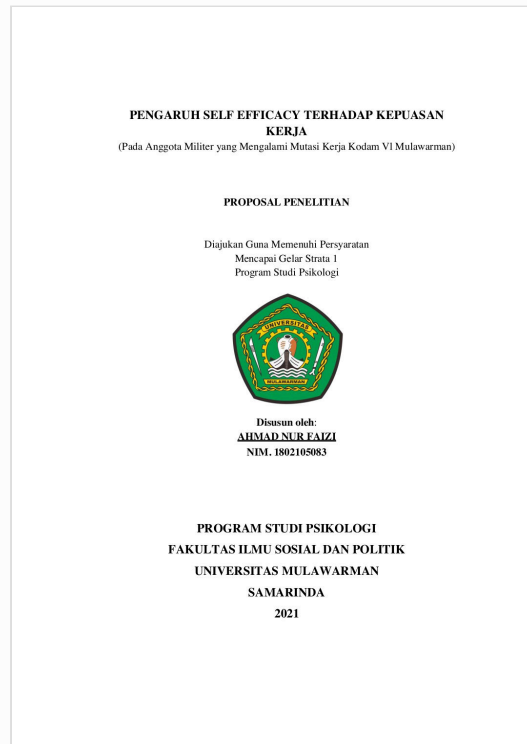 PENGARUH SELF EFFICACY TERHADAP KEPUASAN
KERJA
(Pada Anggota Militer yang Mengalami Mutasi Kerja Kodam Vl Mulawarman)
PROPOSAL PENELITIAN
Diajukan Guna Memenuhi Persyaratan
Mencapai Gelar Strata 1
Program Studi Psikologi
UNIVERSITAS
MULAWARMAN
Disusun oleh:
AHMAD NUR FAIZI
NIM. 1802105083
PROGRAM STUDI PSIKOLOGI
FAKULTAS ILMU SOSIAL DAN POLITIK
UNIVERSITAS MULAWARMAN
SAMARINDA
2021